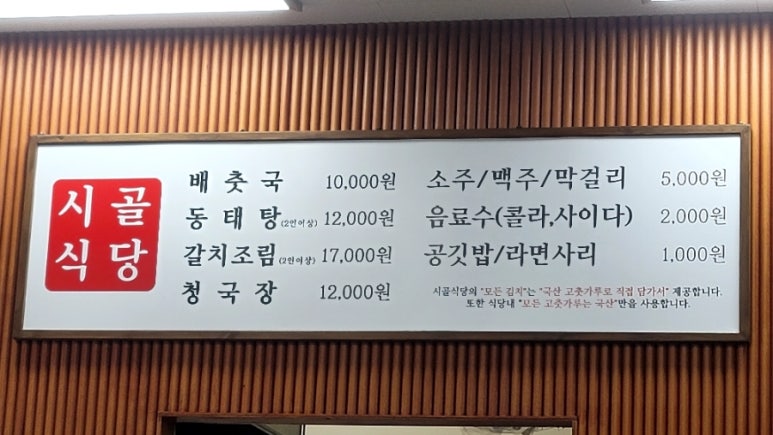 시골
식당
배춧국 10,000원
동태탕(2인이상) 12,000원
갈치조림(2인이상) 17,000원
청국장 12,000원
소주/맥주/막걸리 5,000원
음료수(콜라,사이다) 2,000원
공깃밥/라면사리 1,000원
시골식당의 "모든 김치"는 "국산 고춧가루로 직접 담가서" 제공합니다.
또한 식당내 "모든 고춧가루는 국산"만을 사용합니다.